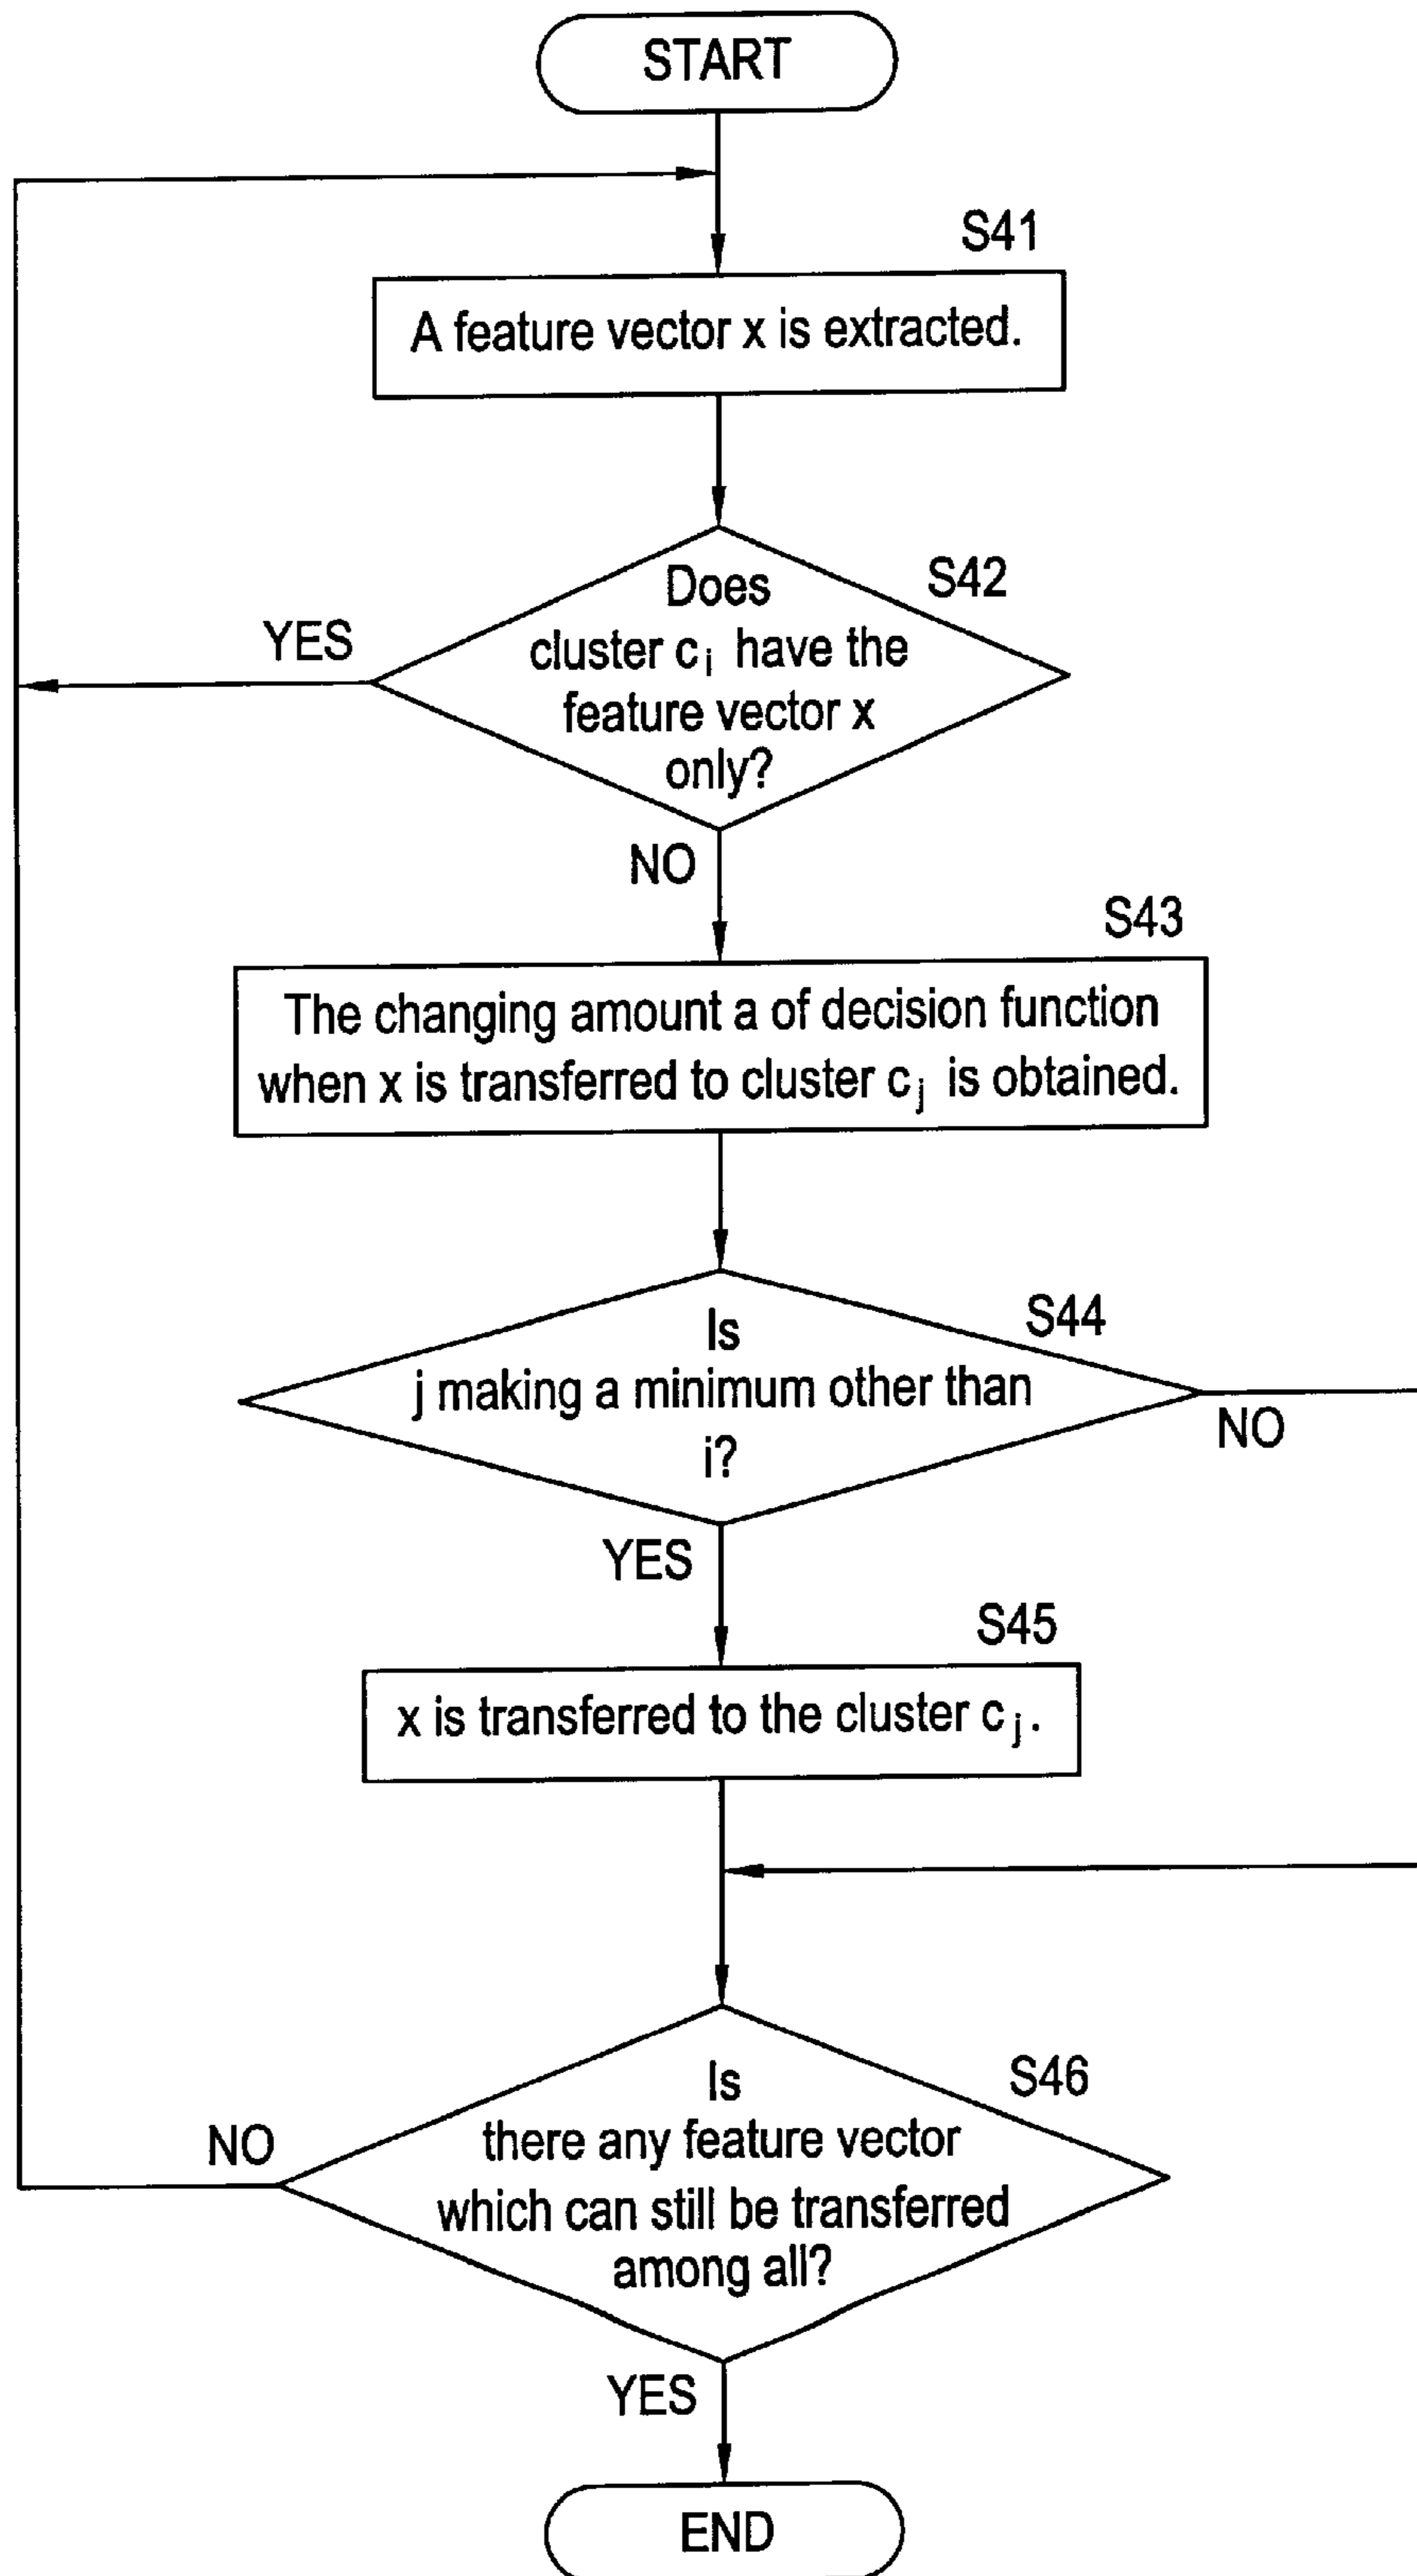 START
S41
A feature vector x is extracted.
S42
Does
YES
cluster c i have the
feature vector x
only?
NO
S43
The changing amount a of decision function
when x is transferred to cluster c j is obtained.
S44
Is
j making a minimum other than
NO
i?
YES
S45
x is transferred to the cluster c j .
S46
Is
NO
there any feature vector
which can still be transferred
among all?
YES
END